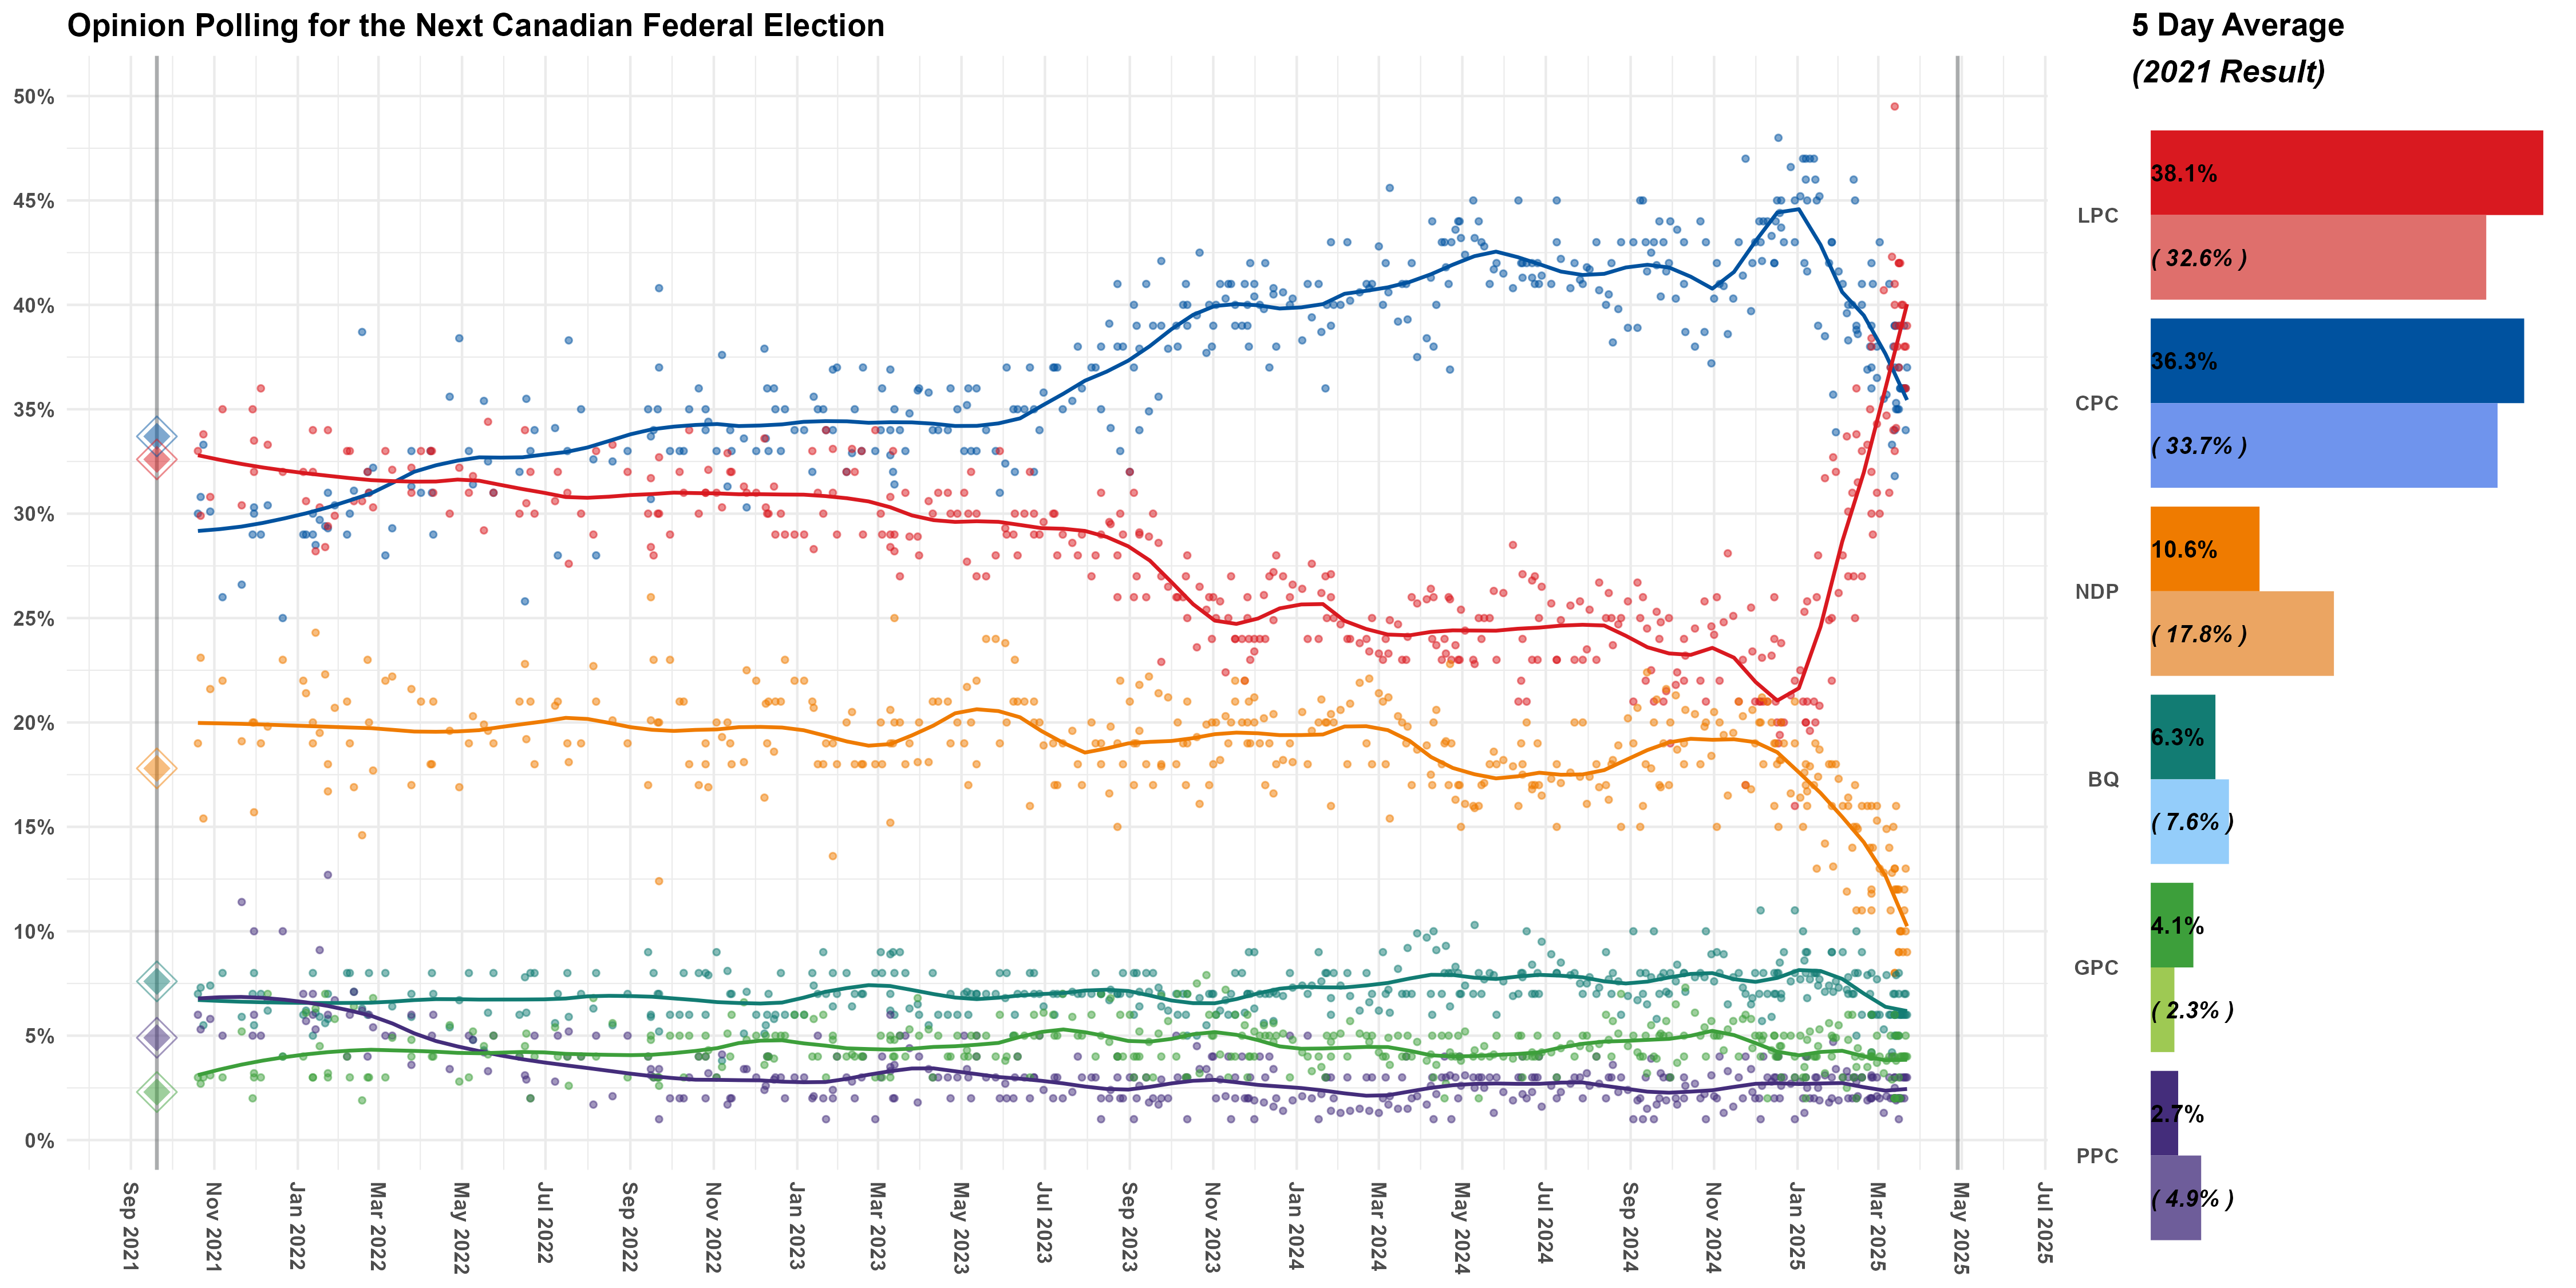 Opinion Polling for the Next Canadian Federal Election
50%
45%
40%
35%
30%
25%
20%
15%
10%
5%
0%
Sep 2021
Nov 2021
Jan 2022
Mar 2022
May 2022
Jul 2022
Sep 2022
Nov 2022
Jan 2023
Mar 2023
May 2023
Jul 2023
Sep 2023
Nov 2023
Jan 2024
Mar 2024
May 2024
Jul 2024
Sep 2024
Nov 2024
Jan 2025
Mar 2025
May 2025
Jul 2025
5 Day Average
(2021 Result)
LPC
38.1%
( 32.6% )
CPC
36.3%
( 33.7% )
NDP
10.6%
( 17.8% )
BQ
6.3%
( 7.6% )
GPC
4.1%
( 2.3% )
PPC
2.7%
( 4.9% )